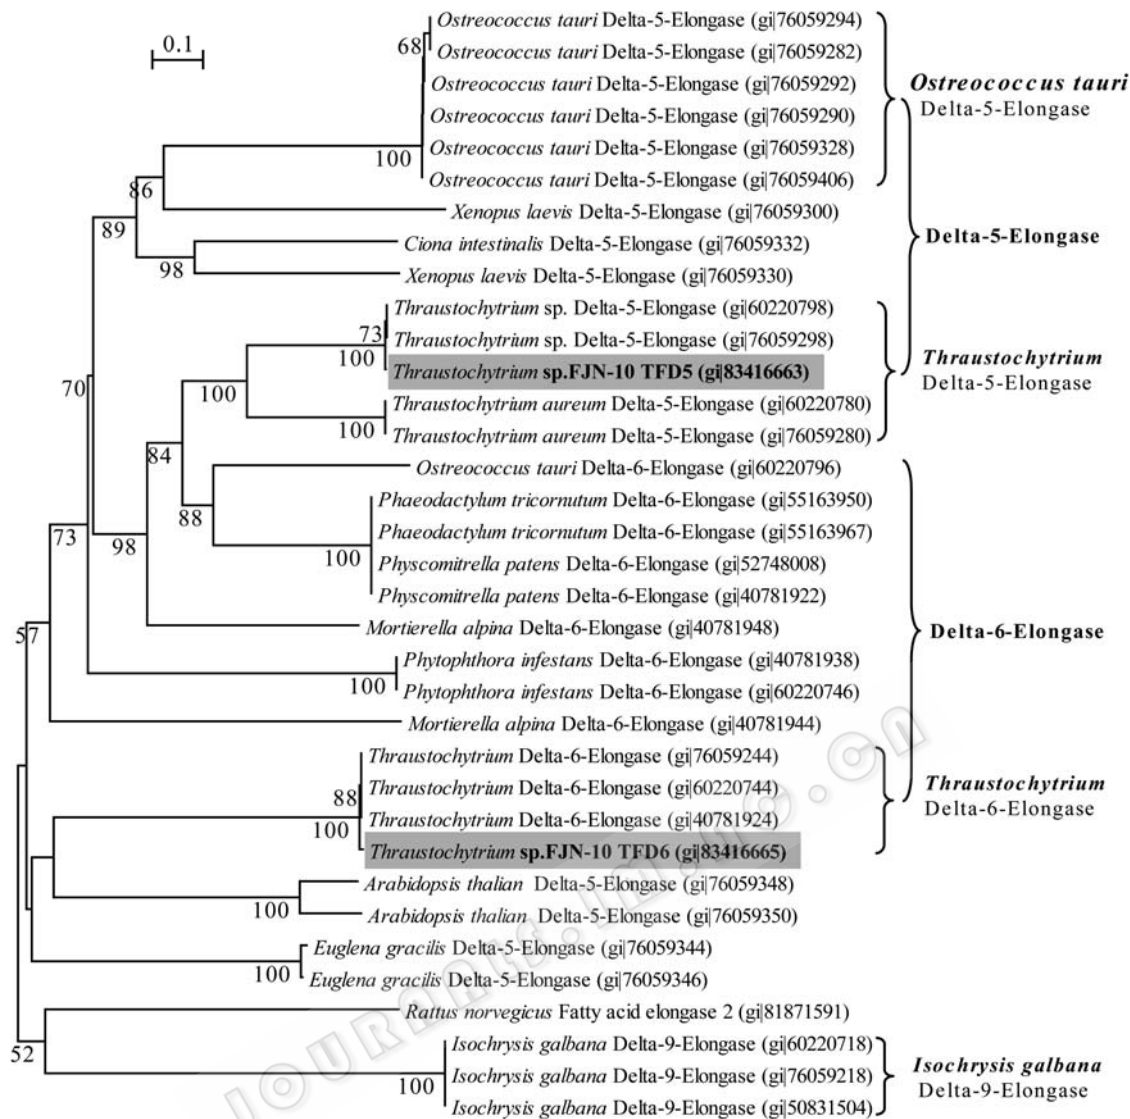 0.1
Ostreococcus tauri Delta-5-Elongase (gi|76059294)
68
Ostreococcus tauri Delta-5-Elongase (gi|76059282)
Ostreococcus tauri Delta-5-Elongase (gi|76059292)
Ostreococcus tauri
Delta-5-Elongase
Ostreococcus tauri Delta-5-Elongase (gi|76059290)
Ostreococcus tauri Delta-5-Elongase (gi|76059328)
100
Ostreococcus tauri Delta-5-Elongase (gi|76059406)
86
Xenopus laevis Delta-5-Elongase (gi|76059300)
89
Delta-5-Elongase
Ciona intestinalis Delta-5-Elongase (gi|76059332)
98
Xenopus laevis Delta-5-Elongase (gi|76059330)
Thraustochytrium sp. Delta-5-Elongase (gi|60220798)
73
Thraustochytrium sp. Delta-5-Elongase (gi|76059298)
100
Thraustochytrium
Delta-5-Elongase
Thraustochytrium sp.FJN-10 TFD5 (gi|83416663)
70
100
Thraustochytrium aureum Delta-5-Elongase (gi|60220780)
100
Thraustochytrium aureum Delta-5-Elongase (gi|76059280)
84
Ostreococcus tauri Delta-6-Elongase (gi|60220796)
Phaeodactylum tricornutum Delta-6-Elongase (gi|55163950)
88
Phaeodactylum tricornutum Delta-6-Elongase (gi|55163967)
73
98
100
Physcomitrella patens Delta-6-Elongase (gi|52748008)
Physcomitrella patens Delta-6-Elongase (gi|40781922)
57
Mortierella alpina Delta-6-Elongase (gi|40781948)
Delta-6-Elongase
Phytophthora infestans Delta-6-Elongase (gi|40781938)
100
Phytophthora infestans Delta-6-Elongase (gi|60220746)
Mortierella alpina Delta-6-Elongase (gi|40781944)
Thraustochytrium Delta-6-Elongase (gi|76059244)
Thraustochytrium
Delta-6-Elongase
Thraustochytrium Delta-6-Elongase (gi|60220744)
88
Thraustochytrium Delta-6-Elongase (gi|40781924)
100
Thraustochytrium sp.FJN-10 TFD6 (gi|83416665)
Arabidopsis thalian Delta-5-Elongase (gi|76059348)
100
Arabidopsis thalian Delta-5-Elongase (gi|76059350)
Euglena gracilis Delta-5-Elongase (gi|76059344)
100
Euglena gracilis Delta-5-Elongase (gi|76059346)
Rattus norvegicus Fatty acid elongase 2 (gi|81871591)
52
Isochrysis galbana Delta-9-Elongase (gi|60220718)
Isochrysis galbana Delta-9-Elongase (gi|76059218)
100
Isochrysis galbana
Delta-9-Elongase
Isochrysis galbana Delta-9-Elongase (gi|50831504)
journals.im.ac.cn